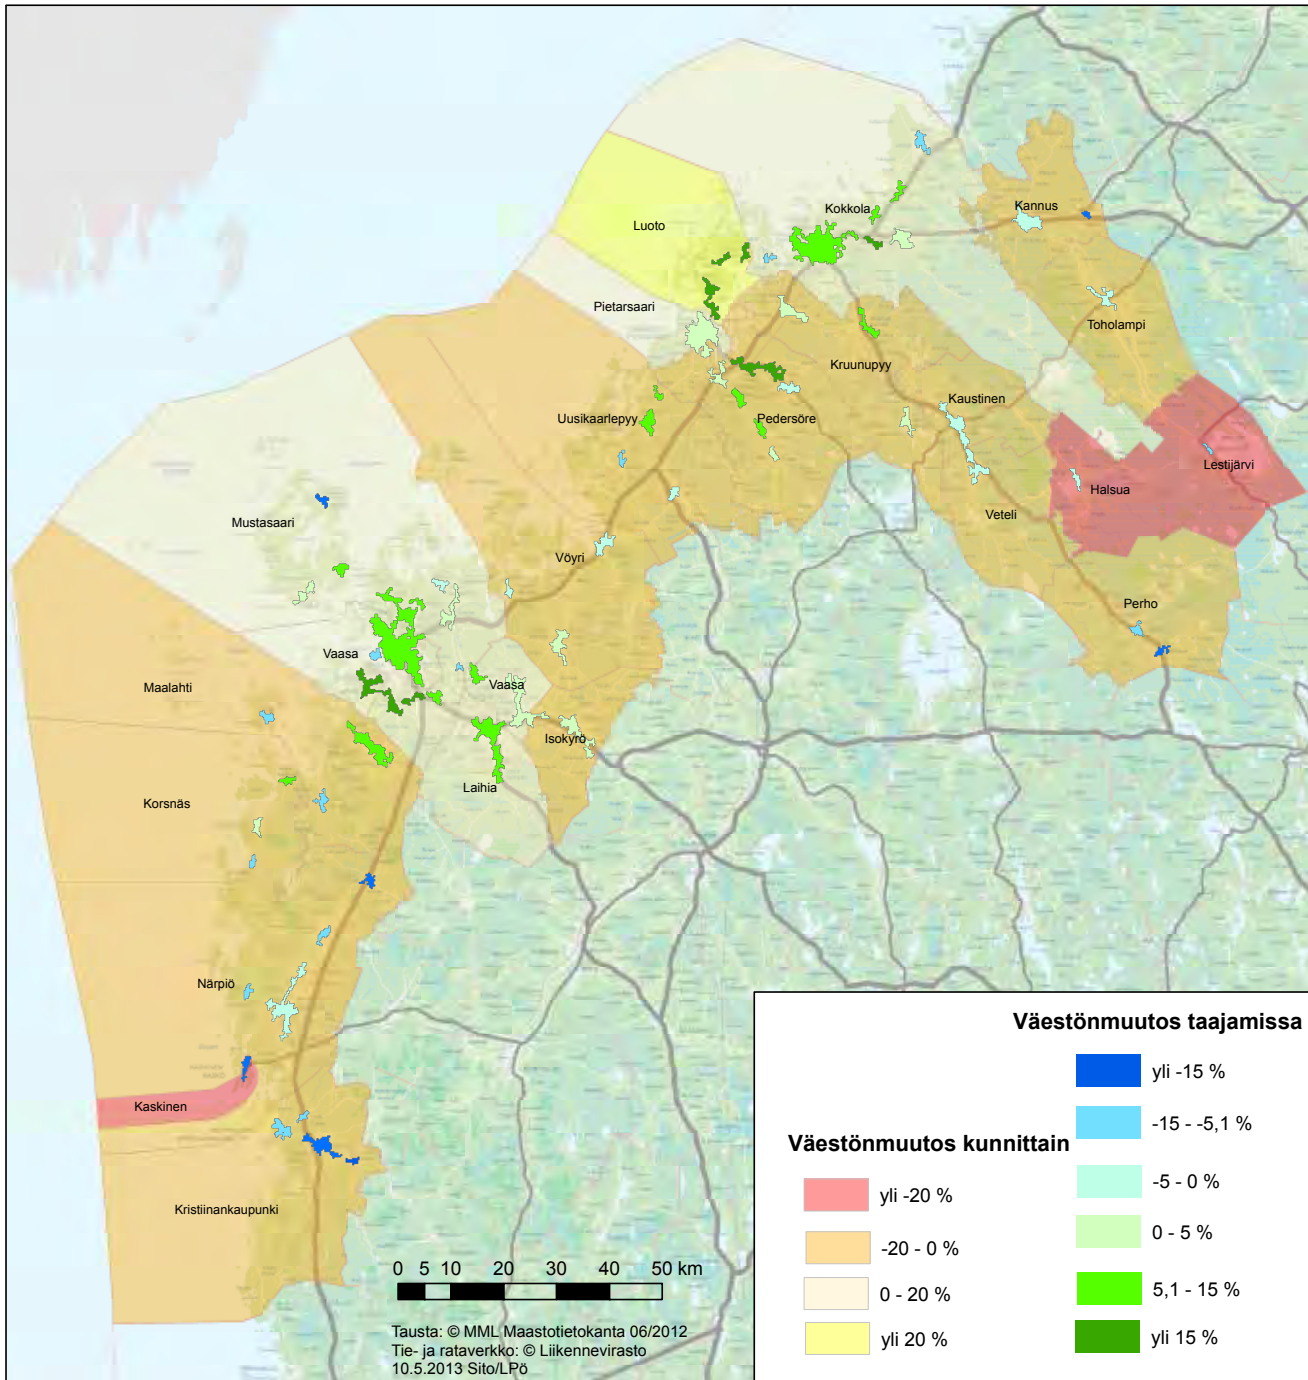 Kokkola
Kannus
Luoto
Pietarsaari
Toholampi
Kruunupyy
Kaustinen
Uusikaarlepyy
Pedersöre
Lestijärvi
Halsua
Veteli
Mustasaari
Vöyri
Perho
Vaasa
Vaasa
Maalahti
Isokyrö
Laihia
Korsnäs
Närpiö
Kaskinen
Kristiinankaupunki
0 5 10 20 30 40 50 km
Tausta: © MML Maastotietokanta 06/2012
Tie- ja rataverkko: © Liikennevirasto
10.5.2013 Sito/LPö
Väestönmuutos kunnittain
yli -20 %
-20 - 0 %
0 - 20 %
yli 20 %
Väestönmuutos taajamissa
yli -15 %
-15 - -5,1 %
-5 - 0 %
0 - 5 %
5,1 - 15 %
yli 15 %